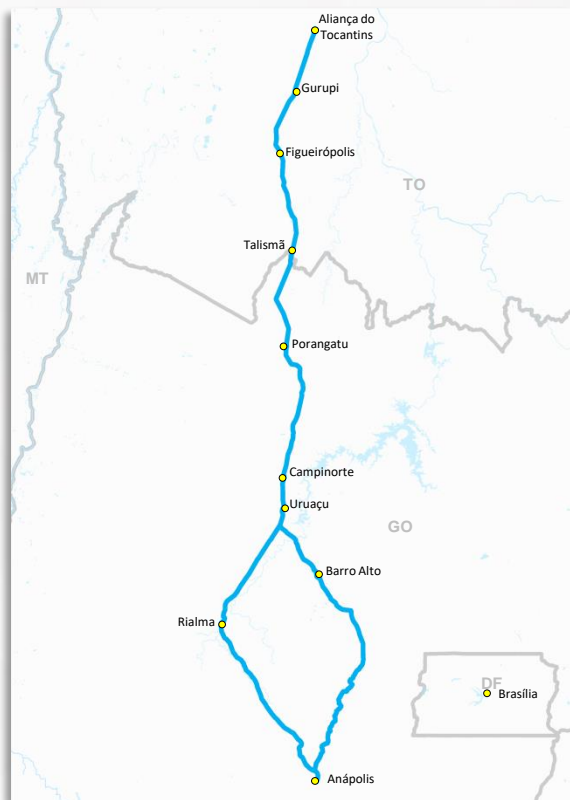 Aliança do
Tocantins
Gurupi
Figueirópolis
TO
Talismã
MT
Porangatu
Campinorte
Uruaçu
GO
Barro Alto
Rialma
DF
Brasília
Anápolis